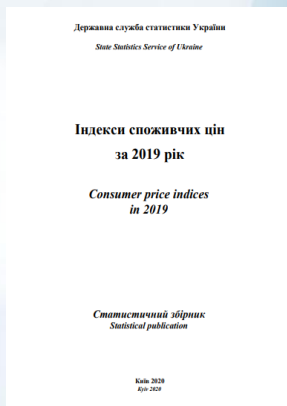 Державна служба статистики України
State Statistics Service of Ukraine
Індекси споживчих цін
за 2019 рік
Consumer price indices
in 2019
Статистичний збірник
Statistical publication
Київ 2020
Kyiv 2020